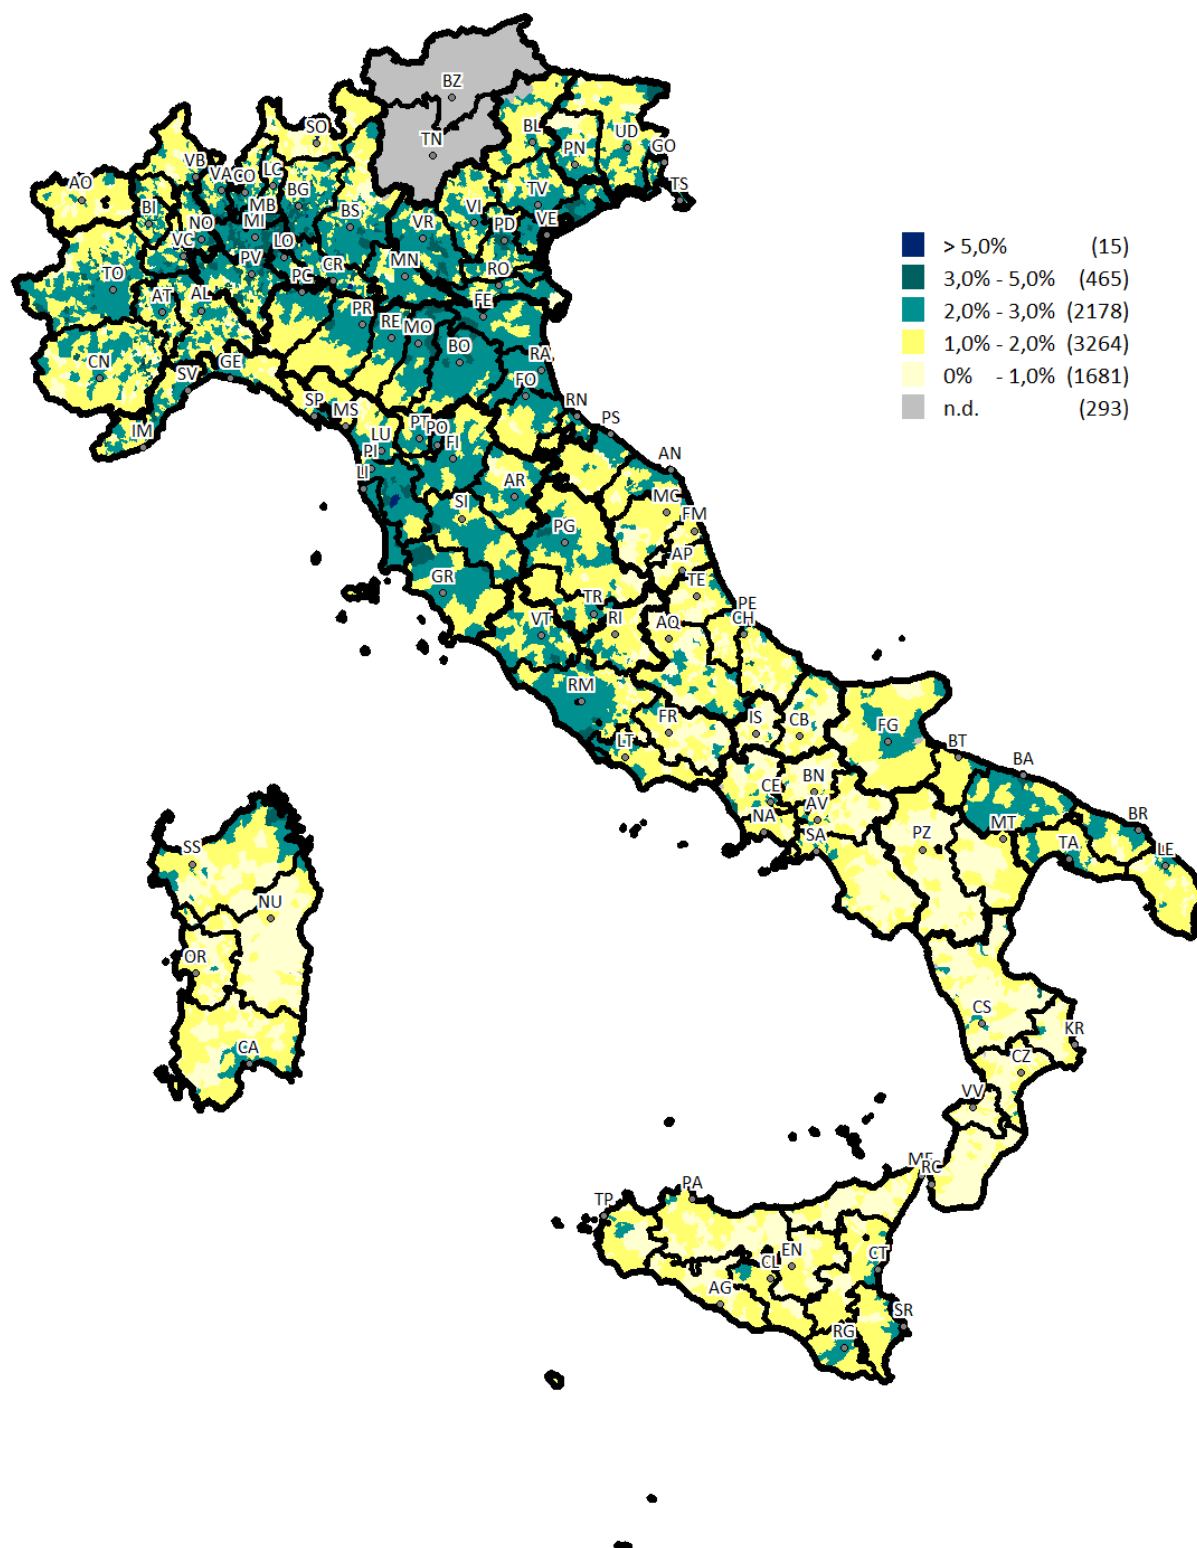 BZ
SO
TN
BL
UD
PN
GO
VB
LC
VA
CO
BG
AO
TS
BI
MB
TV
BS
VI
NO
MI
VR
PD
VE
VC
LO
> 5,0% (15)
PV
CR
MN
RO
3,0% - 5,0% (465)
TO
PC
AT
AL
FE
2,0% - 3,0% (2178)
PR
RE
MO
BO
1,0% - 2,0% (3264)
CN
GE
RA
SV
FO
0% - 1,0% (1681)
SP
MS
RN
n.d. (293)
IM
LU
PT
PO
PS
PI
FI
LI
AN
AR
SI
MC
PG
FM
AP
GR
TE
TR
PE
VT
RI
AQ
CH
RM
FR
IS
CB
FG
LT
BT
BA
CE
BN
NA
AV
BR
SS
SA
PZ
MT
TA
LE
NU
OR
CS
CA
KR
CZ
VV
RC
TP
PA
EN
CT
CL
AG
SR
RG